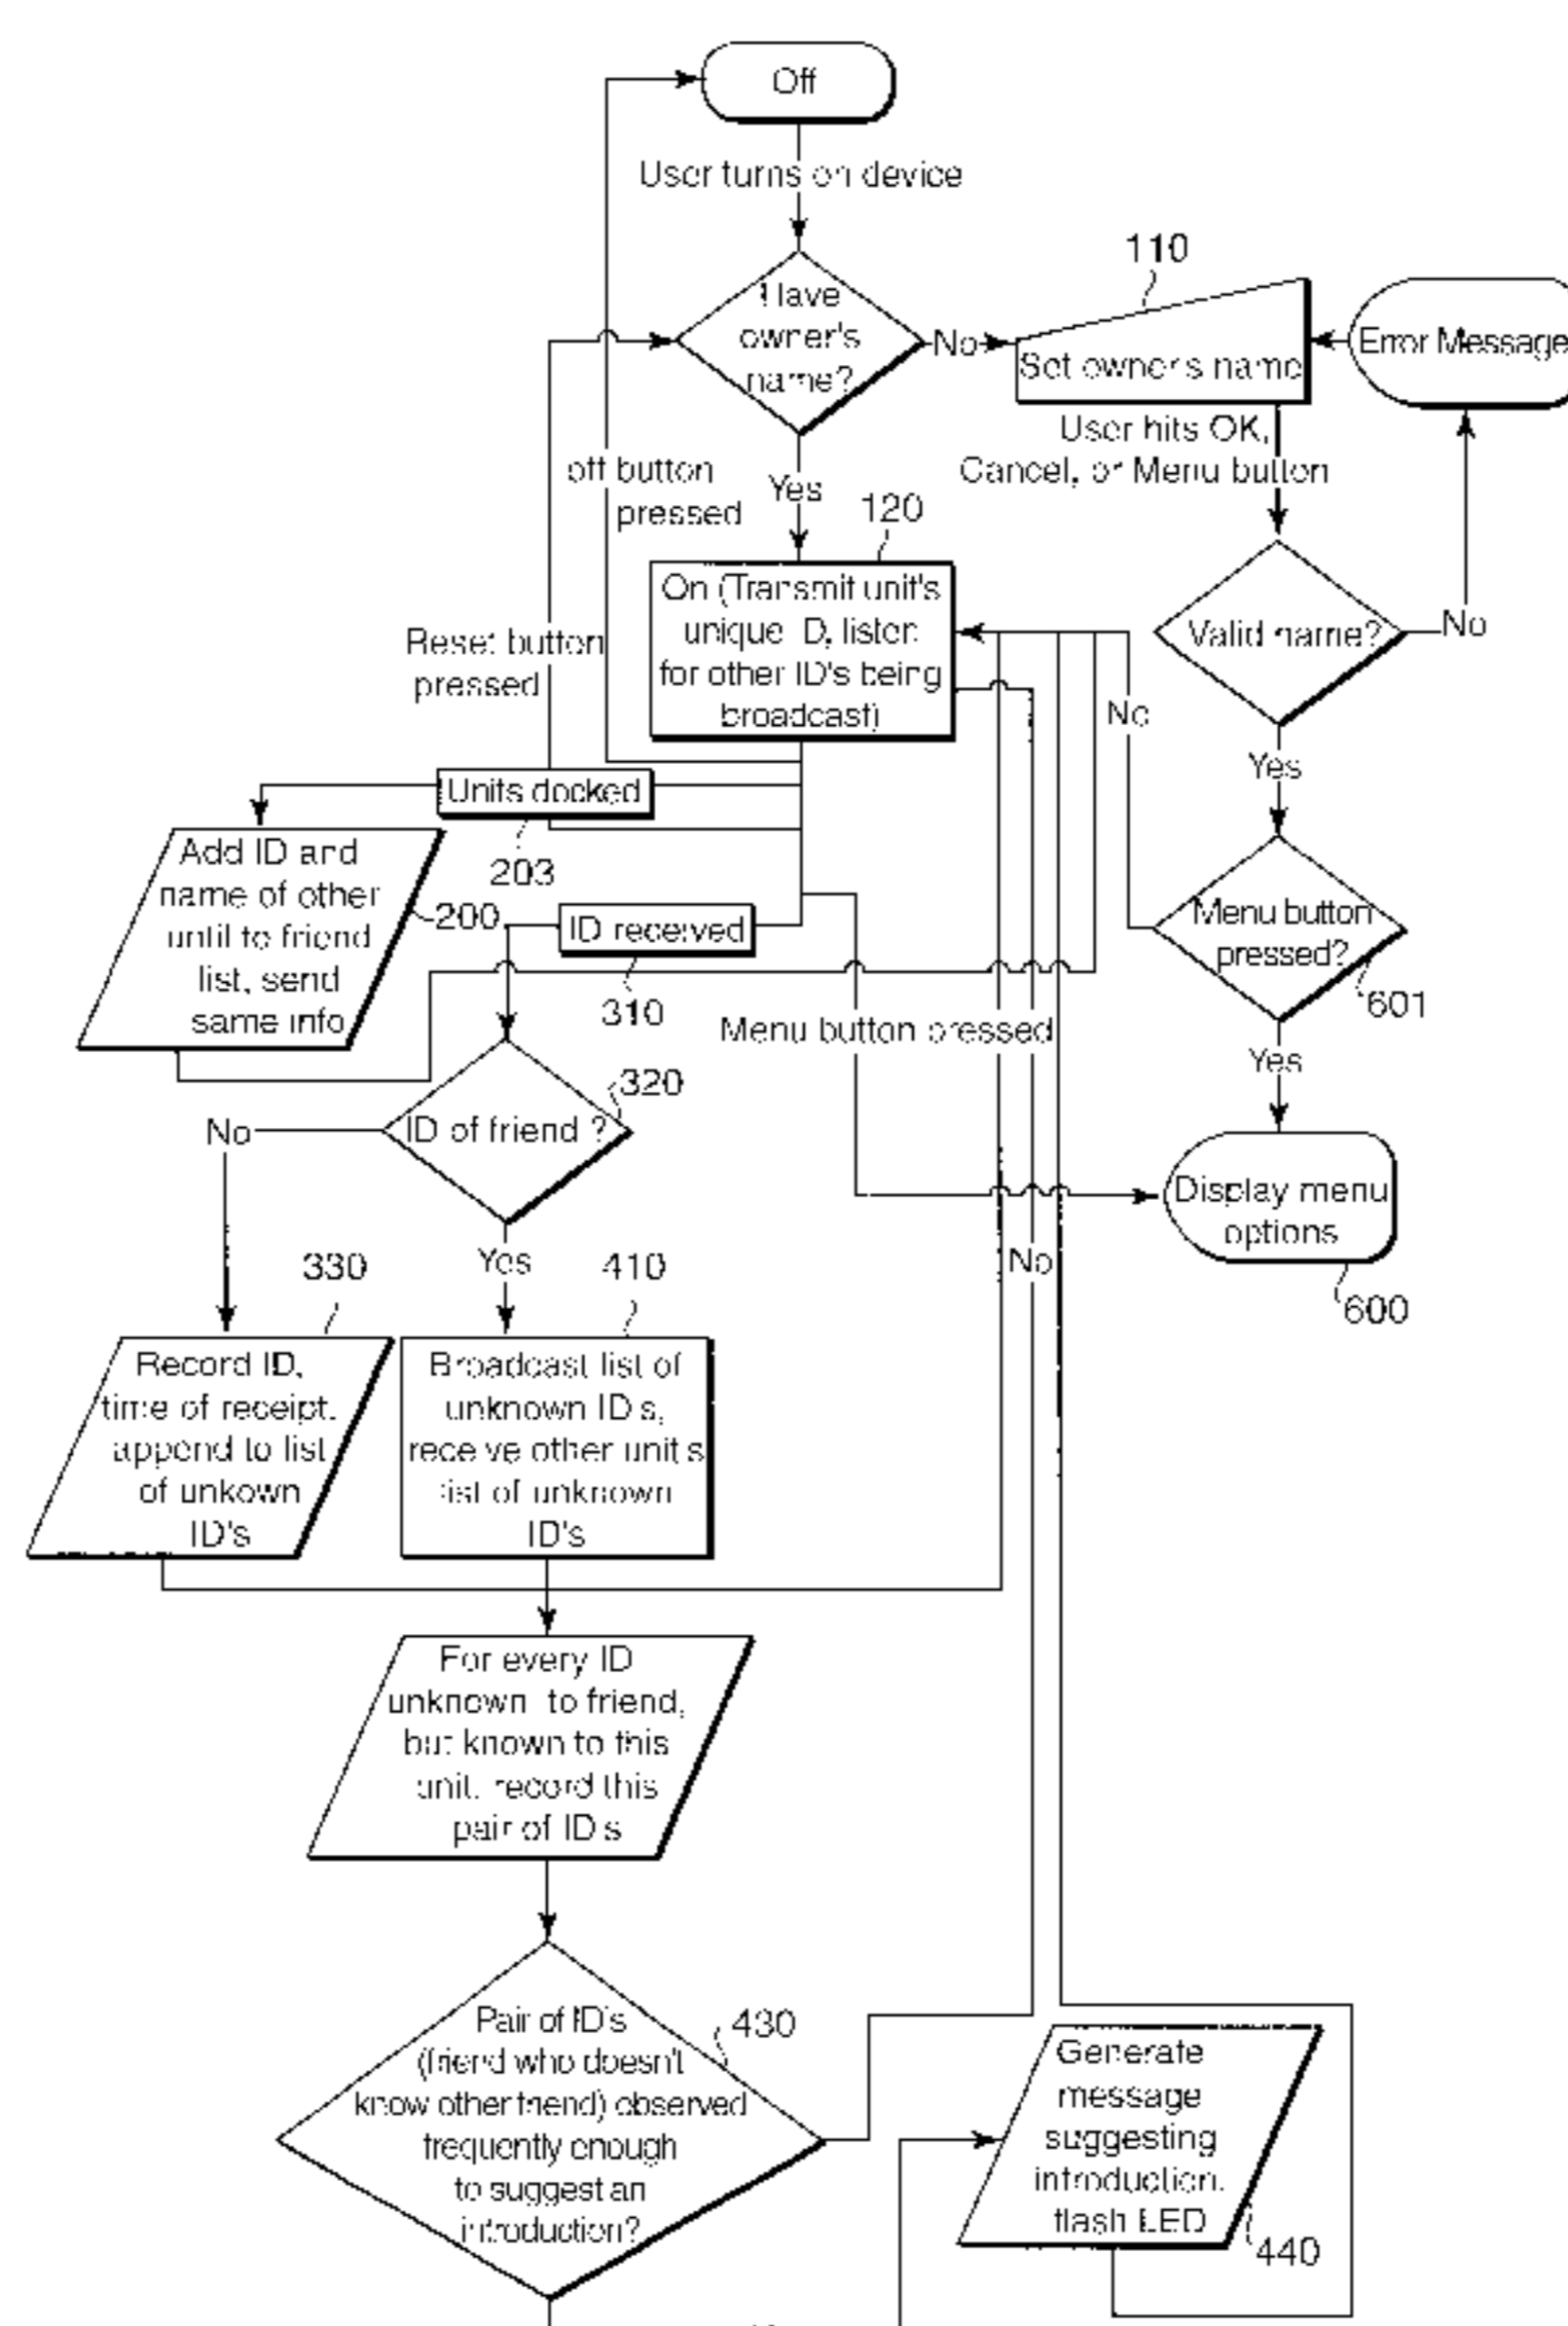 Off
User turns on device
110
Have
owner's
name?
No
Set owner's name
Error Message
User hits OK,
Cancel, or Menu button
off button
pressed
Yes
120
On (Transmit unit's
unique ID, listen
for other ID's being
broadcast)
Valid name?
No
Reset button
pressed
No
Yes
Units docked
203
Add ID and
name of other
until to friend
list, send
same info
200
ID received
310
Menu button
pressed?
601
Menu button pressed
Yes
320
ID of friend ?
No
Display menu
options
600
Yes
No
330
410
Record ID,
time of receipt.
append to list
of unkown
ID's
Broadcast list of
unknown ID's,
receive other unit's
list of unknown
ID's
For every ID
unknown to friend,
but known to this
unit. record this
pair of ID's
430
Pair of ID's
(friend who doesn't
know other friend) observed
frequently enough
to suggest an
introduction?
Generate
message
suggesting
introduction.
flash LED
440